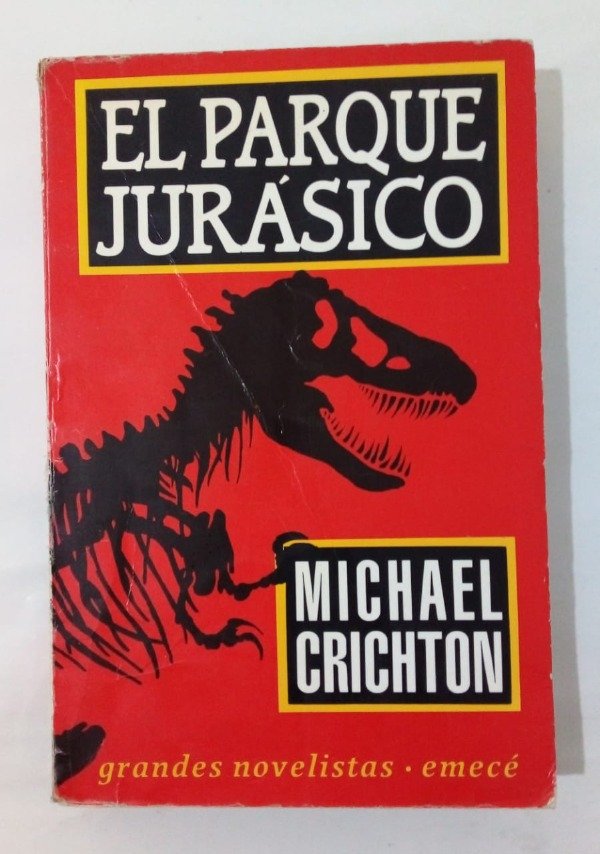 EL PARQUE
JURÁSICO
MICHAEL
CRICHTON
grandes novelistas · emecé